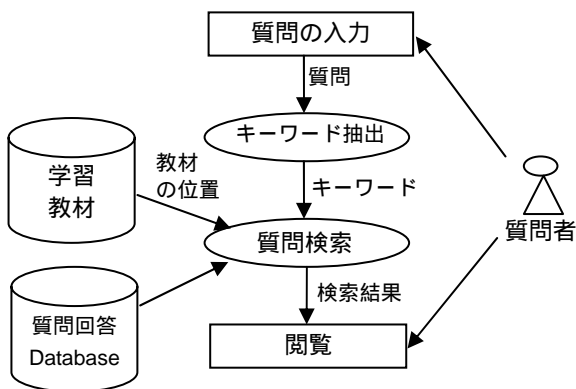 質問の入力
質問
キーワード抽出
教材
の位置
キーワード
学習
教材
質問者
質問検索
検索結果
質問回答
Database
閲覧